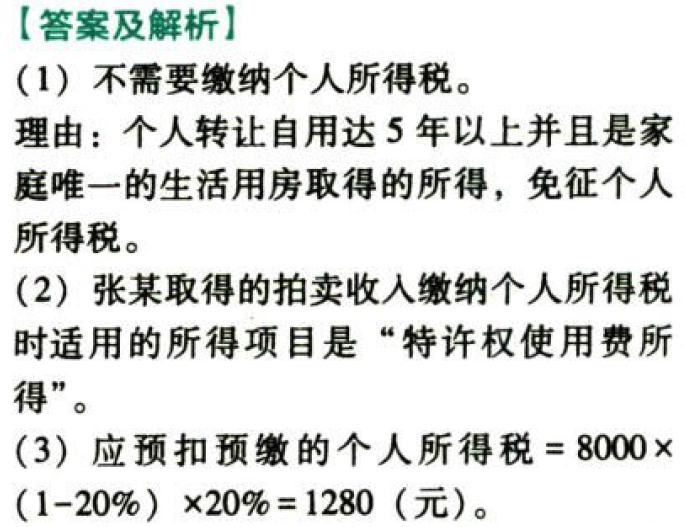 【答案及解析】
（1）不需要缴纳个人所得税。
理由：个人转让自用达 5 年以上并且是家
庭唯一的生活用房取得的所得，免征个人
所得税。
（2）张某取得的拍卖收入缴纳个人所得税
时适用的所得项目是“特许权使用费所
得”。
（3）应预扣预缴的个人所得税 = 8000×
（1-20%）×20% = 1280（元）。